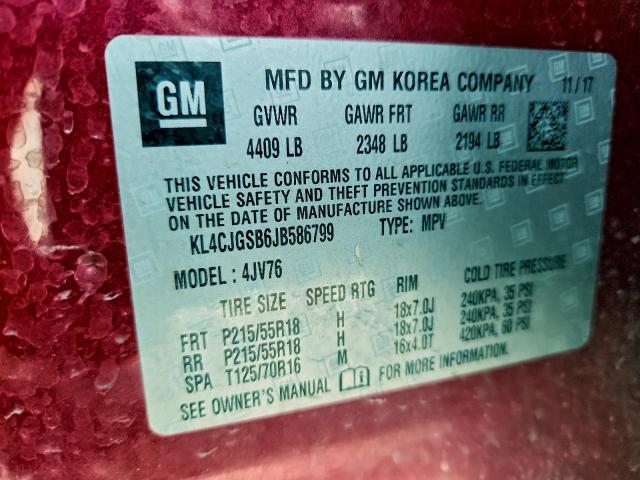 GM
MFD BY GM KOREA COMPANY 11/17
GVWR GAWR FRT GAWR RR
4409 LB 2348 LB 2194 LB
THIS VEHICLE CONFORMS TO ALL APPLICABLE U.S. FEDERAL MOTOR
VEHICLE SAFETY AND THEFT PREVENTION STANDARDS IN EFFECT
ON THE DATE OF MANUFACTURE SHOWN ABOVE.
KL4CJGSB6JB586799 TYPE: MPV
MODEL : 4JV76
TIRE SIZE SPEED RTG RIM COLD TIRE PRESSURE
FRT P215/55R18 H 18x7.0J 240KPA, 35 PSI
RR P215/55R18 H 18x7.0J 240KPA, 35 PSI
SPA T125/70R16 M 16x4.0T 420KPA, 60 PSI
SEE OWNER'S MANUAL FOR MORE INFORMATION.